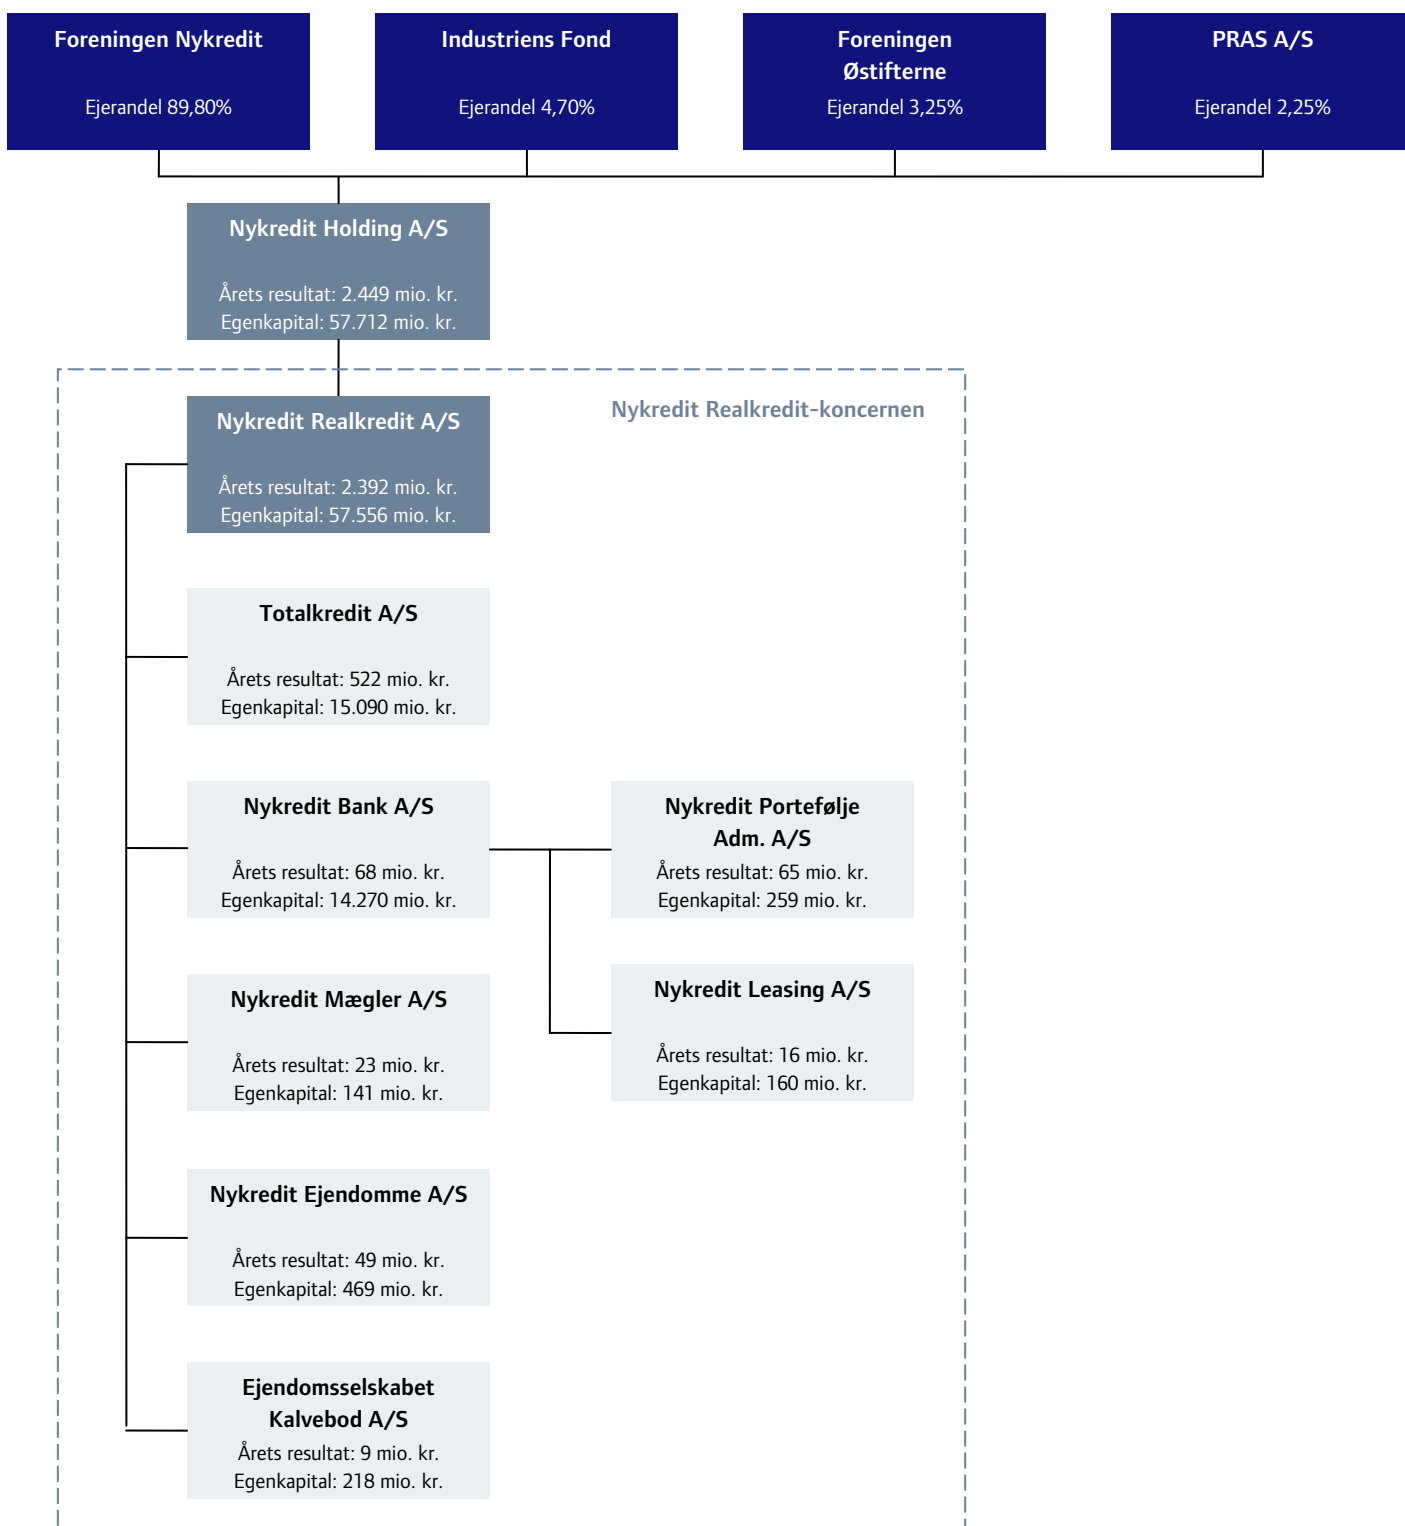 Foreningen Nykredit
Ejerandel 89,80%
Industriens Fond
Ejerandel 4,70%
Foreningen
Østifterne
Ejerandel 3,25%
PRAS A/S
Ejerandel 2,25%
Nykredit Holding A/S
Årets resultat: 2.449 mio. kr.
Egenkapital: 57.712 mio. kr.
Nykredit Realkredit-koncernen
Nykredit Realkredit A/S
Årets resultat: 2.392 mio. kr.
Egenkapital: 57.556 mio. kr.
Totalkredit A/S
Årets resultat: 522 mio. kr.
Egenkapital: 15.090 mio. kr.
Nykredit Bank A/S
Årets resultat: 68 mio. kr.
Egenkapital: 14.270 mio. kr.
Nykredit Portefølje
Adm. A/S
Årets resultat: 65 mio. kr.
Egenkapital: 259 mio. kr.
Nykredit Mægler A/S
Årets resultat: 23 mio. kr.
Egenkapital: 141 mio. kr.
Nykredit Leasing A/S
Årets resultat: 16 mio. kr.
Egenkapital: 160 mio. kr.
Nykredit Ejendomme A/S
Årets resultat: 49 mio. kr.
Egenkapital: 469 mio. kr.
Ejendomsselskabet
Kalvebod A/S
Årets resultat: 9 mio. kr.
Egenkapital: 218 mio. kr.